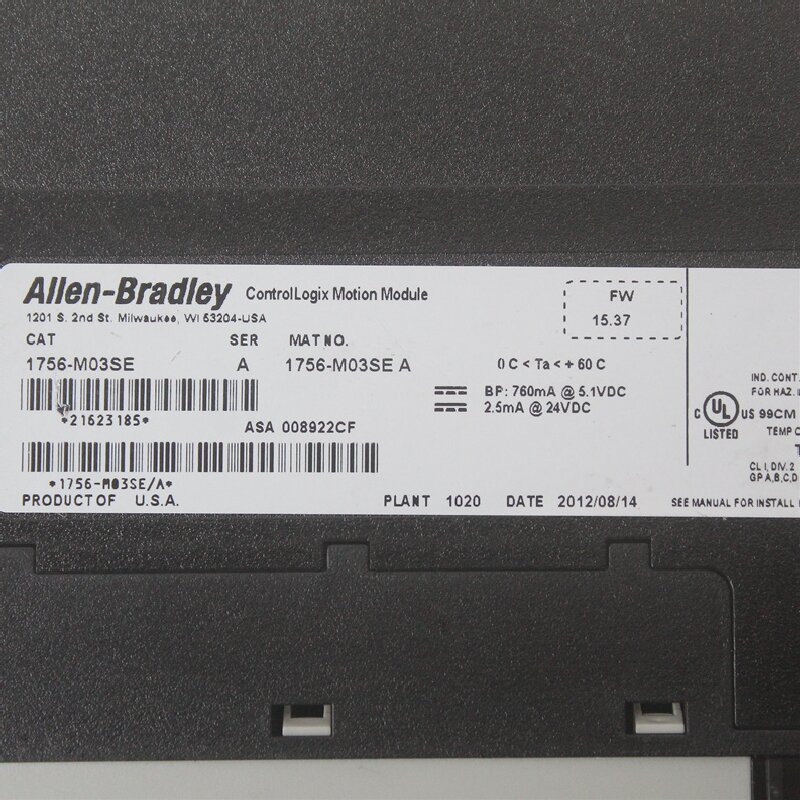 Allen-Bradley ControlLogix Motion Module
1201 S. 2nd St. Milwaukee, WI 53204-USA
CAT SER MAT NO.
1756-M03SE A 1756-M03SE A
*21623185*
ASA 008922CF
*1756-M03SE/A*
PRODUCT OF U.S.A.
PLANT 1020 DATE 2012/08/14
FW
15.37
0 C < Ta < + 60 C
BP: 760mA @ 5.1VDC
2.5mA @ 24VDC
C UL US
LISTED
IND. CONT.
FOR HAZ.
99CM
TEMP
CL I, DIV. 2
GP A,B,C,D
SEE MANUAL FOR INSTALL